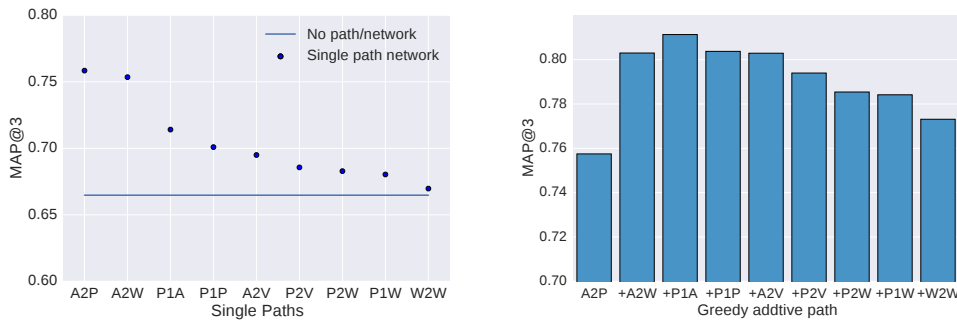 0.80
0.75
0.70
0.65
0.60
MAP@3
No path/network
Single path network
A2P A2W P1A P1P A2V P2V P2W P1W W2W
Single Paths
0.80
0.78
0.76
0.74
0.72
0.70
MAP@3
A2P +A2W +P1A +P1P +A2V +P2V +P2W +P1W +W2W
Greedy addtive path